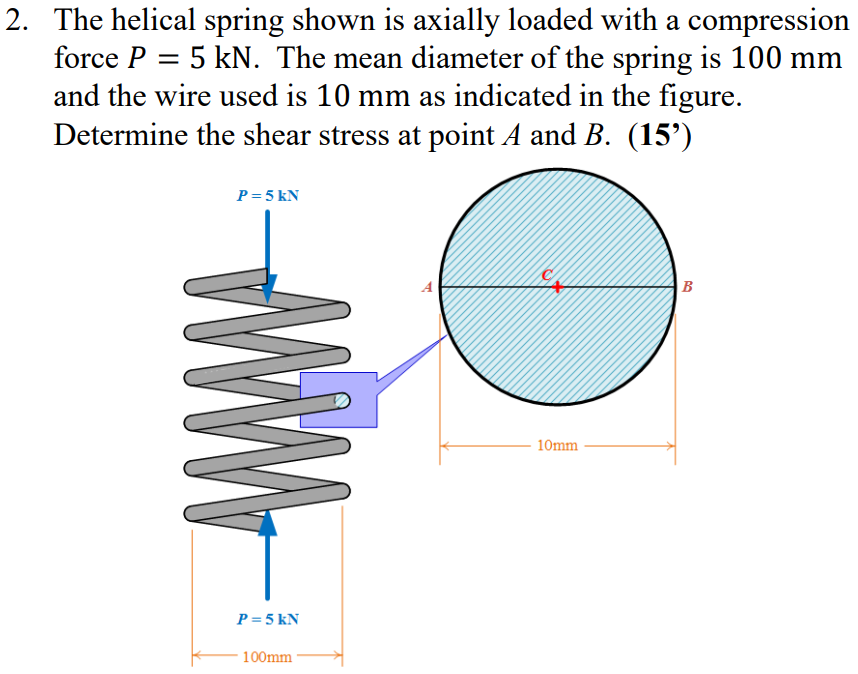 2. The helical spring shown is axially loaded with a compression
force P = 5 kN. The mean diameter of the spring is 100 mm
and the wire used is 10 mm as indicated in the figure.
Determine the shear stress at point A and B. (15’)
P = 5 kN
C
A
B
10mm
P = 5 kN
100mm